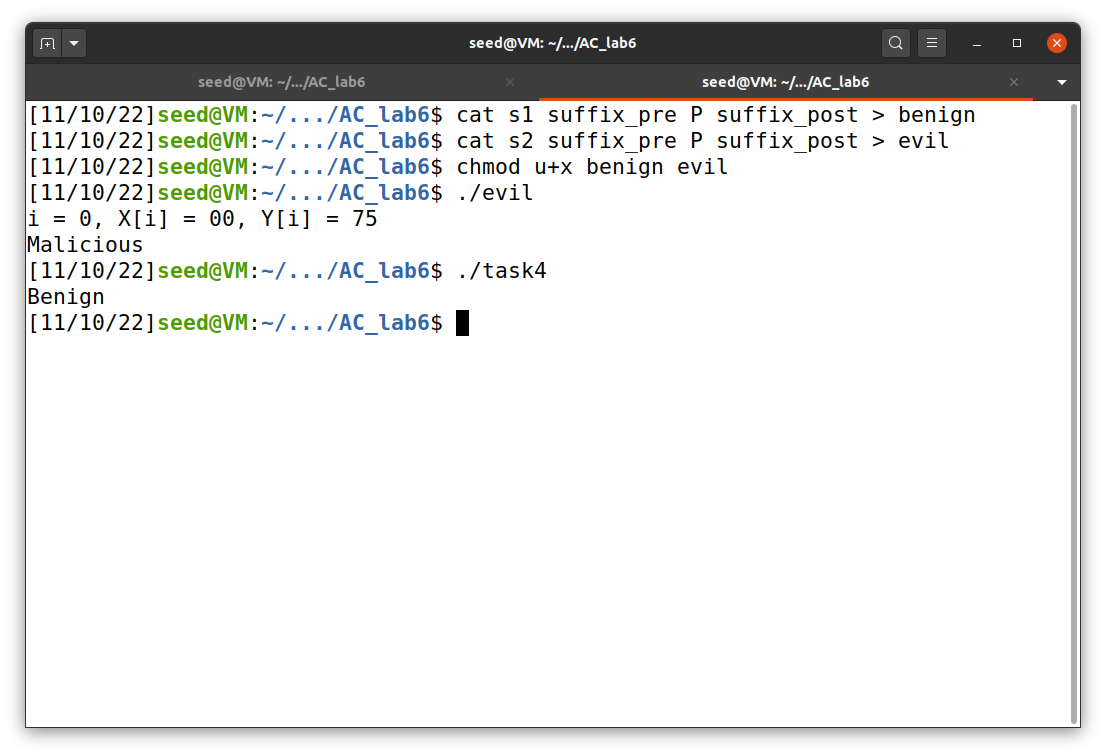 seed@VM: ~/.../AC_lab6
seed@VM: ~/.../AC_lab6 seed@VM: ~/.../AC_lab6
[11/10/22]seed@VM:~/.../AC_lab6$ cat s1 suffix_pre P suffix_post > benign
[11/10/22]seed@VM:~/.../AC_lab6$ cat s2 suffix_pre P suffix_post > evil
[11/10/22]seed@VM:~/.../AC_lab6$ chmod u+x benign evil
[11/10/22]seed@VM:~/.../AC_lab6$ ./evil
i = 0, X[i] = 00, Y[i] = 75
Malicious
[11/10/22]seed@VM:~/.../AC_lab6$ ./task4
Benign
[11/10/22]seed@VM:~/.../AC_lab6$